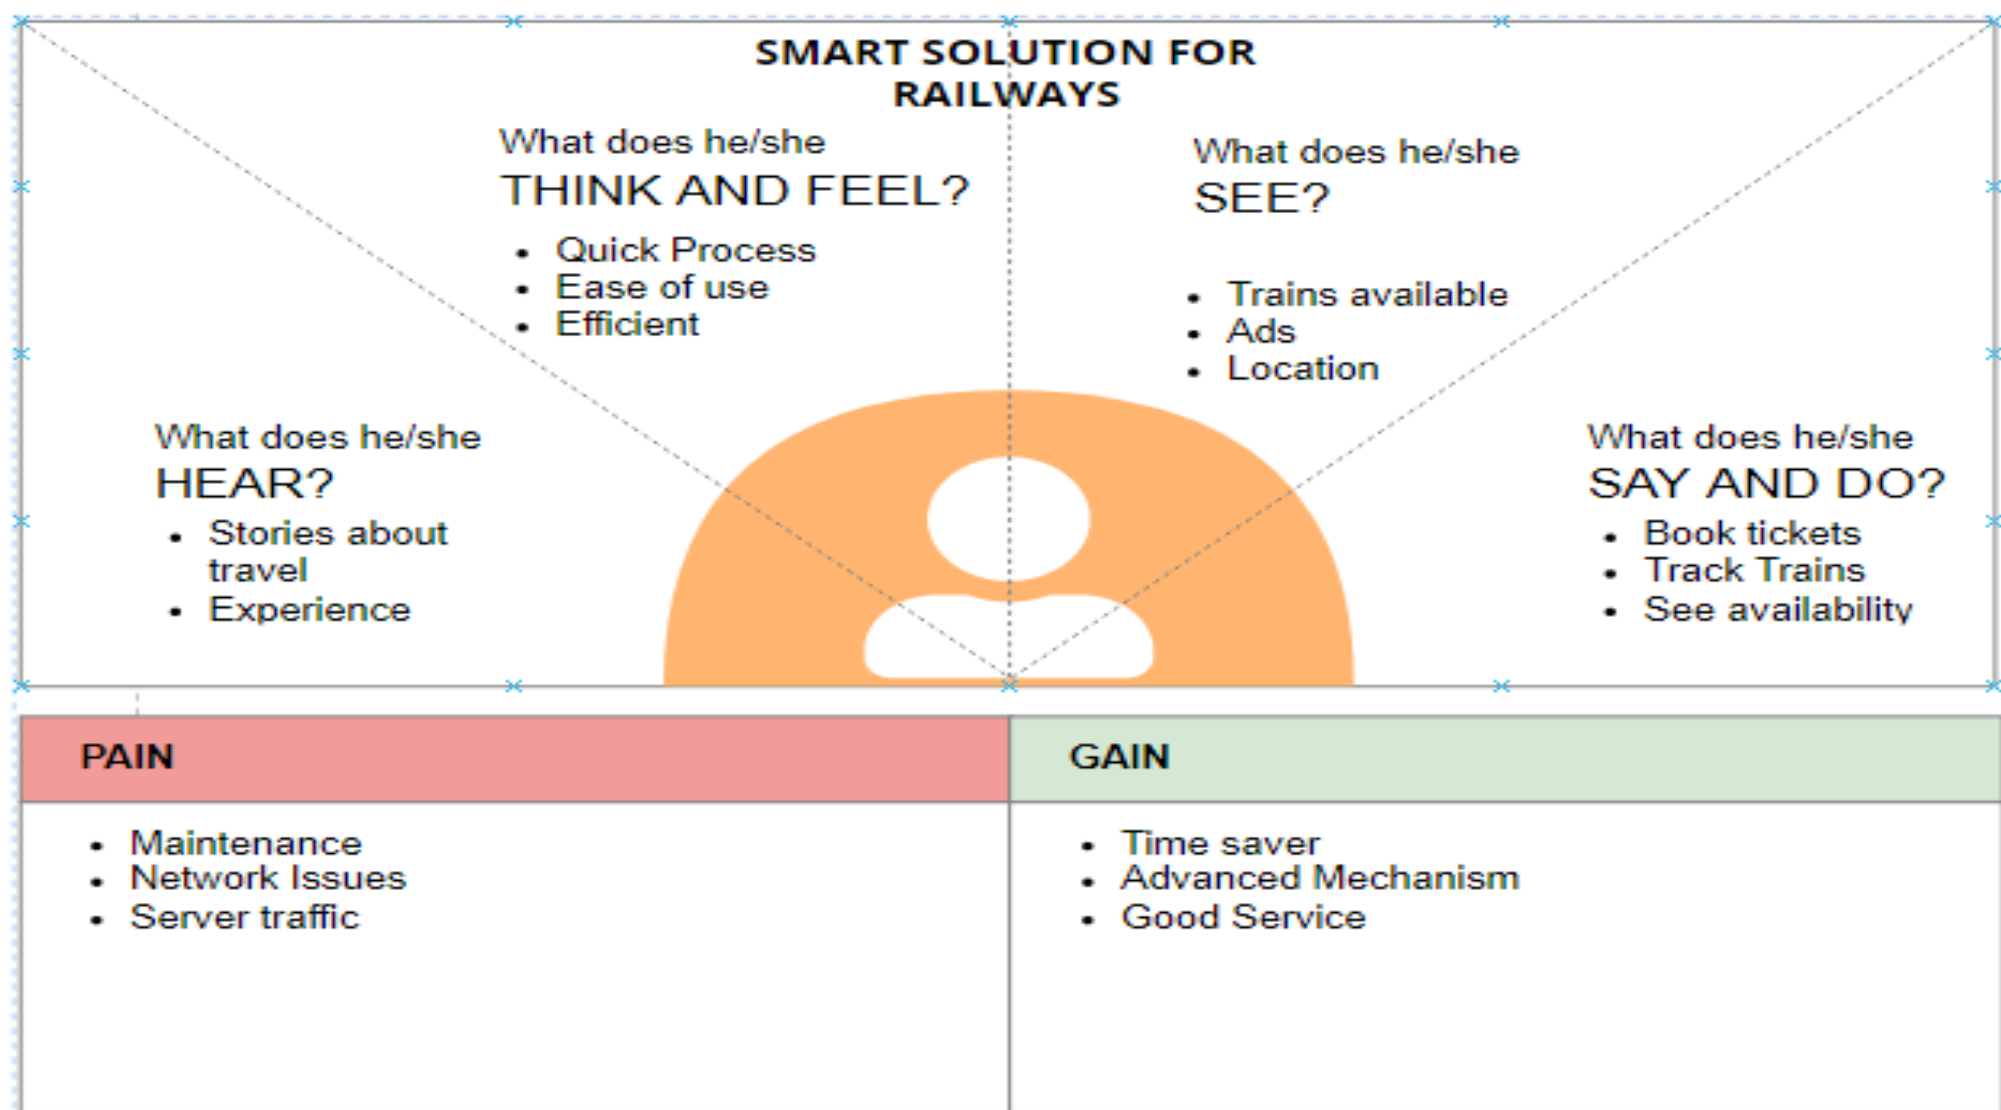 SMART SOLUTION FOR
RAILWAYS
What does he/she
THINK AND FEEL?
• Quick Process
• Ease of use
• Efficient
What does he/she
SEE?
• Trains available
• Ads
• Location
What does he/she
HEAR?
• Stories about
travel
• Experience
What does he/she
SAY AND DO?
• Book tickets
• Track Trains
• See availability
PAIN
• Maintenance
• Network Issues
• Server traffic
GAIN
• Time saver
• Advanced Mechanism
• Good Service